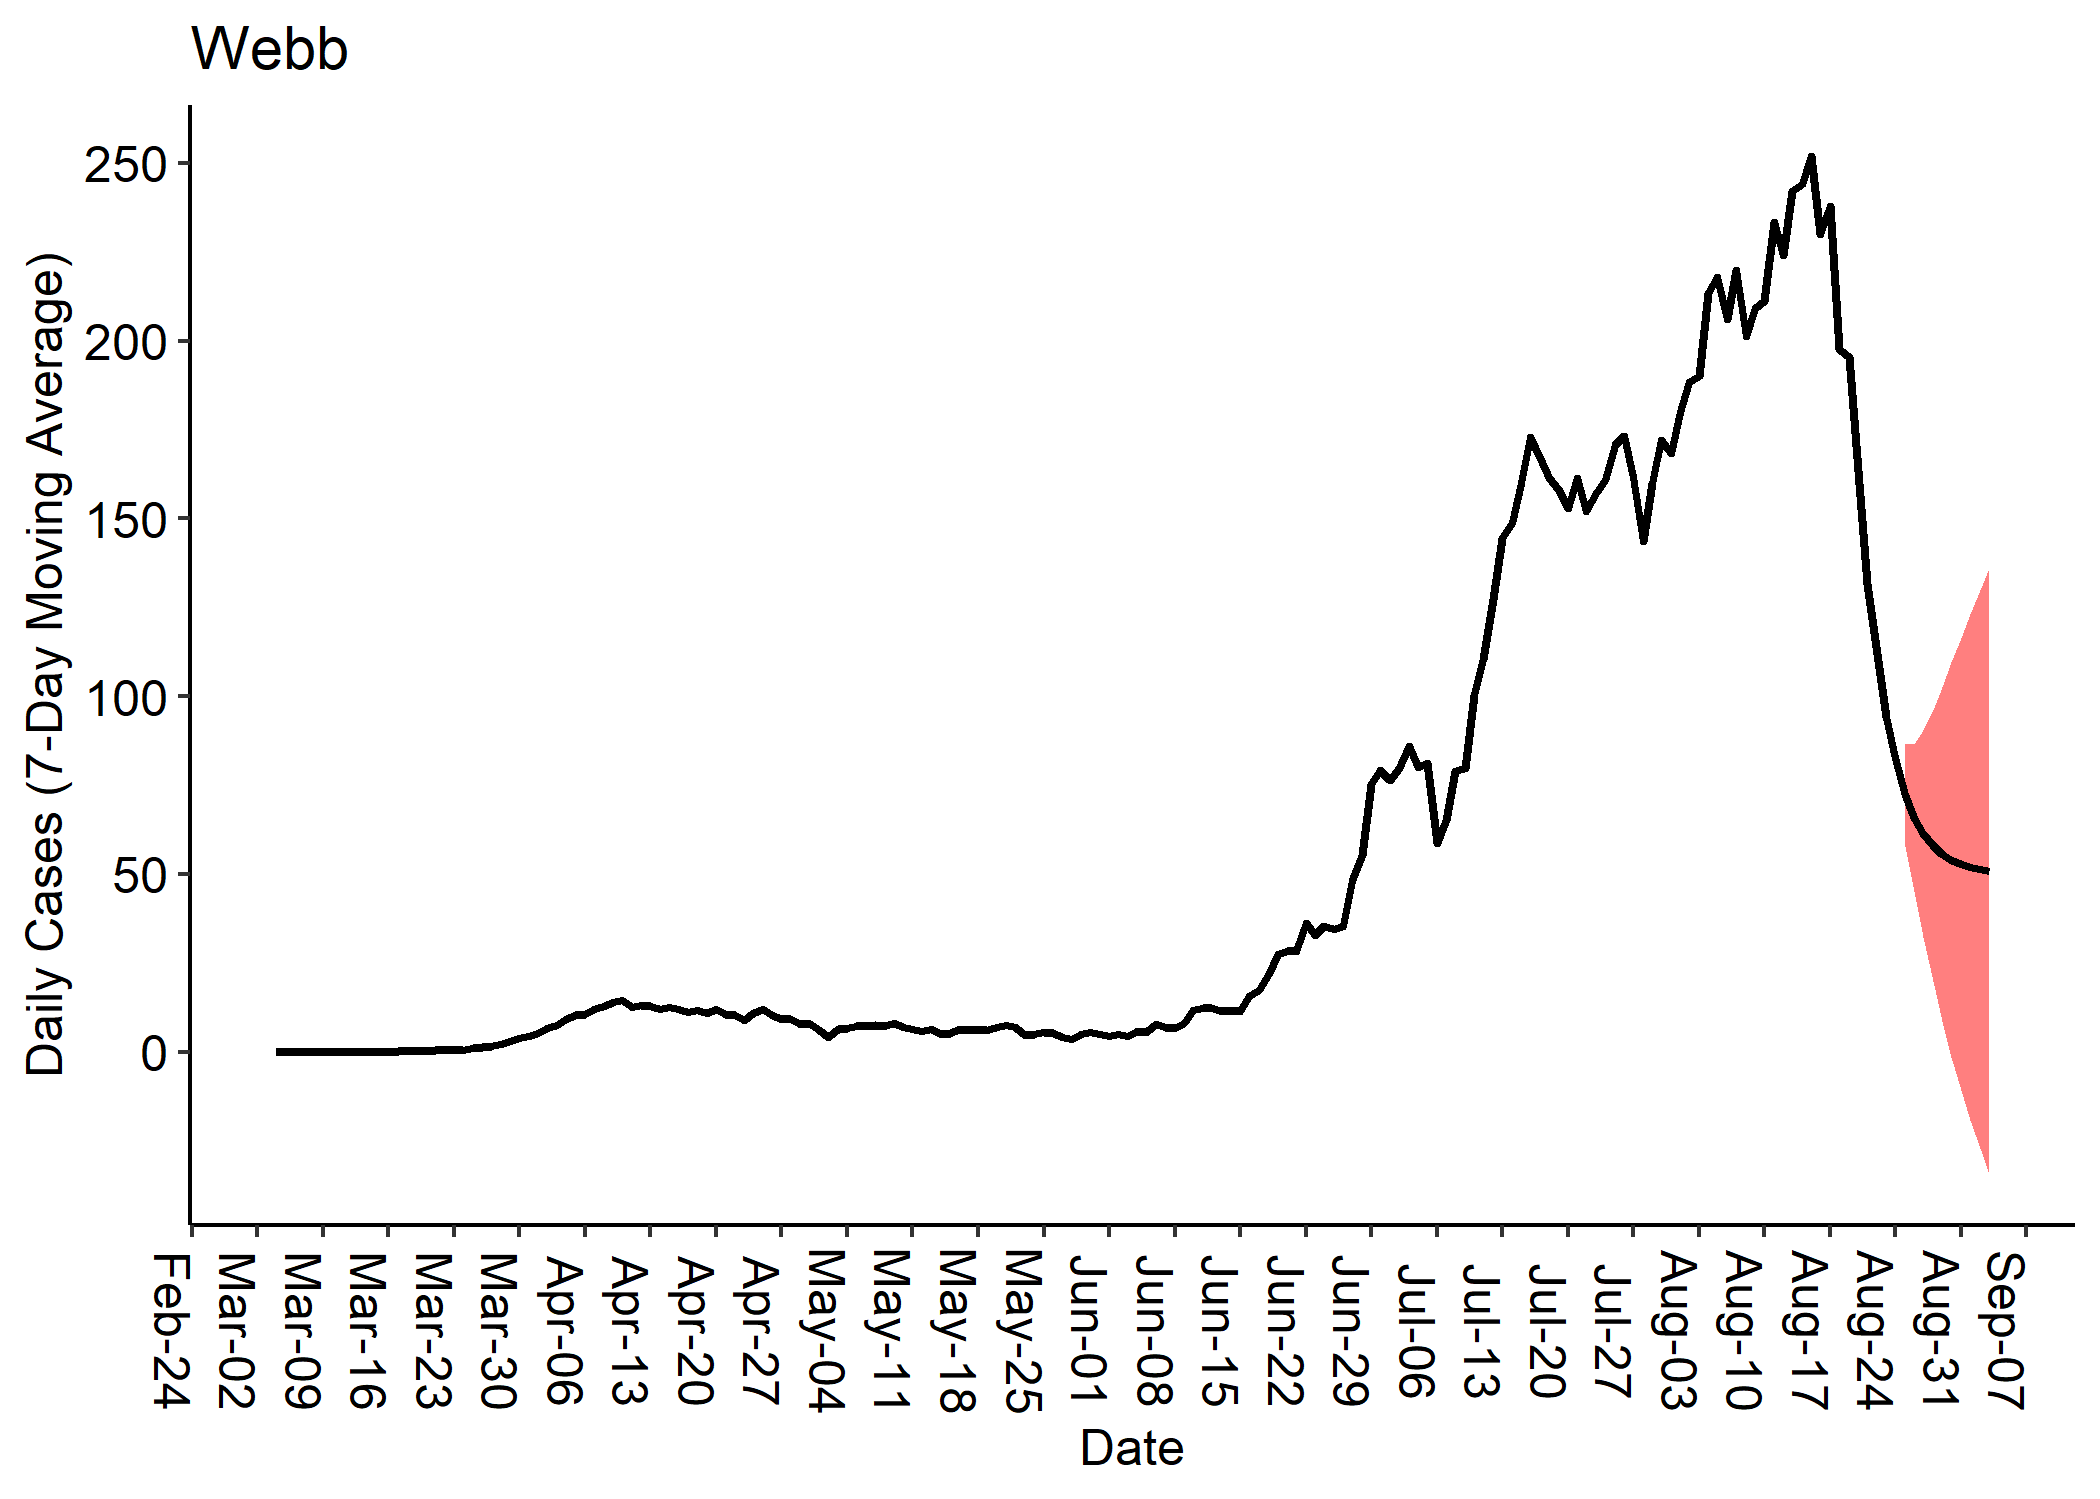 Webb
Daily Cases (7-Day Moving Average)
250
200
150
100
50
0
Feb-24
Mar-02
Mar-09
Mar-16
Mar-23
Mar-30
Apr-06
Apr-13
Apr-20
Apr-27
May-04
May-11
May-18
May-25
Jun-01
Jun-08
Jun-15
Jun-22
Jun-29
Jul-06
Jul-13
Jul-20
Jul-27
Aug-03
Aug-10
Aug-17
Aug-24
Aug-31
Sep-07
Date